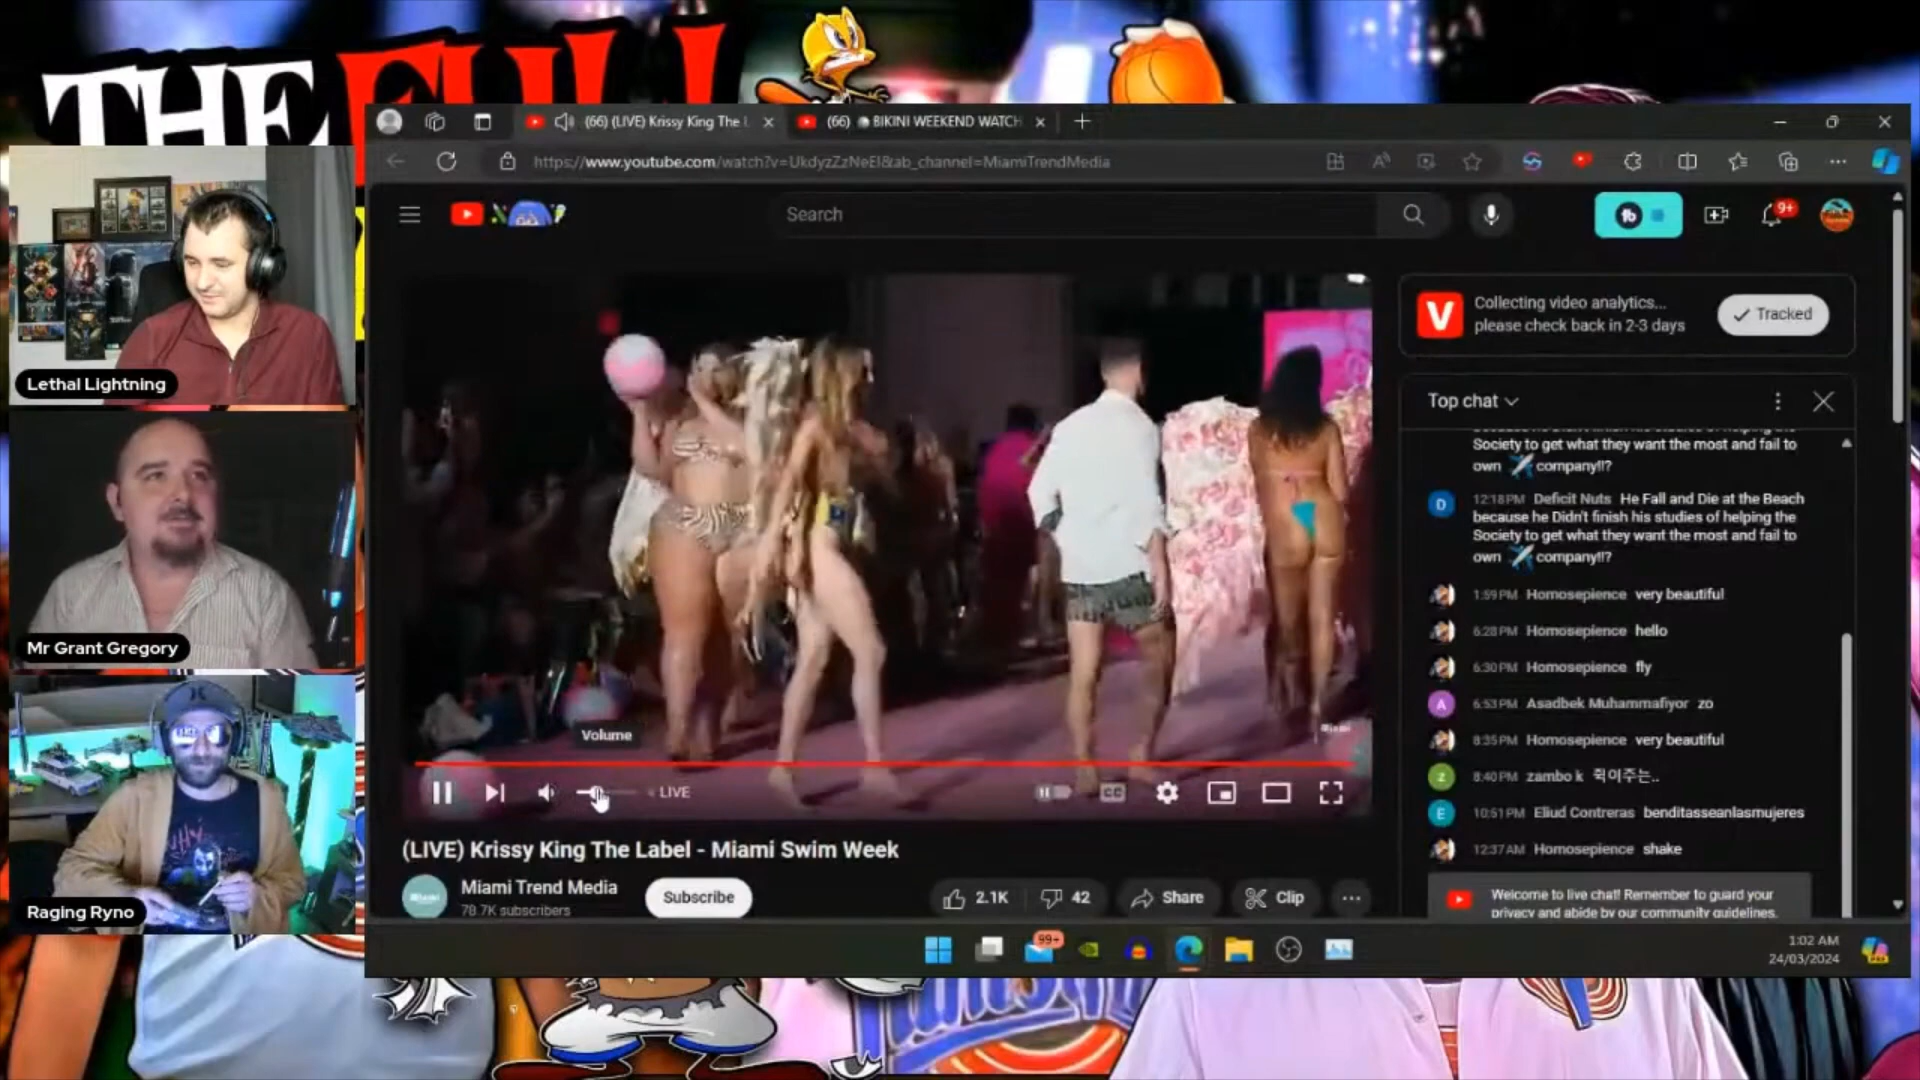 THE FULL
(66) (LIVE) Krissy King The L
(66) BIKINI WEEKEND WATCH
https://www.youtube.com/watch?v=UkdyzZzNeEI&ab_channel=MiamiTrendMedia
Search
9+
Lethal Lightning
Mr Grant Gregory
Raging Ryno
Volume
LIVE
CC
(LIVE) Krissy King The Label - Miami Swim Week
Miami Trend Media
78.7K subscribers
Subscribe
2.1K
42
Share
Clip
Collecting video analytics...
please check back in 2-3 days
Tracked
Top chat
Society to get what they want the most and fail to
own company!!?
D
12:18 PM Deficit Nuts He Fall and Die at the Beach
because he Didn't finish his studies of helping the
Society to get what they want the most and fail to
own company!!?
1:59 PM Homosepience very beautiful
6:28 PM Homosepience hello
6:30 PM Homosepience fly
A
6:53 PM Asadbek Muhammafiyor zo
8:35 PM Homosepience very beautiful
z
8:40 PM zambo k 쥑이주는..
E
10:51 PM Eliud Contreras benditasseanlasmujeres
12:37 AM Homosepience shake
Welcome to live chat! Remember to guard your
privacy and abide by our community guidelines.
99+
1:02 AM
24/03/2024